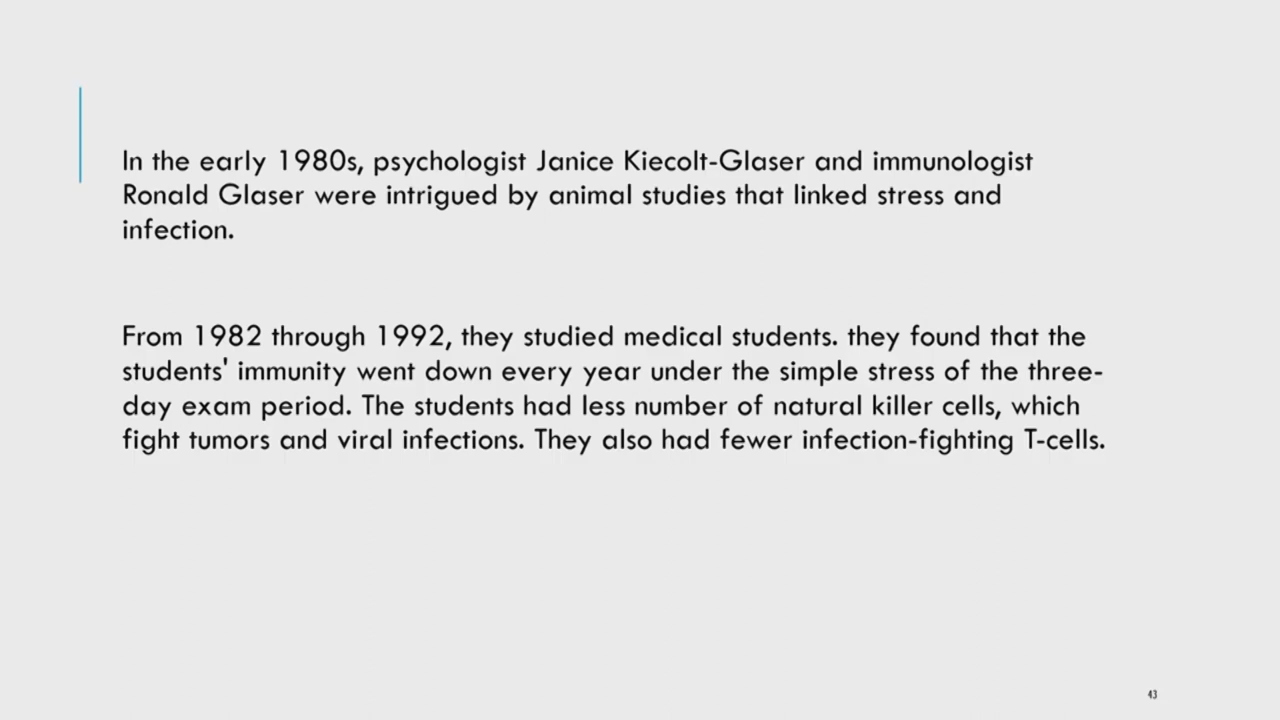 In the early 1980s, psychologist Janice Kiecolt-Glaser and immunologist
Ronald Glaser were intrigued by animal studies that linked stress and
infection.
From 1982 through 1992, they studied medical students. they found that the
students' immunity went down every year under the simple stress of the three-
day exam period. The students had less number of natural killer cells, which
fight tumors and viral infections. They also had fewer infection-fighting T-cells.
43